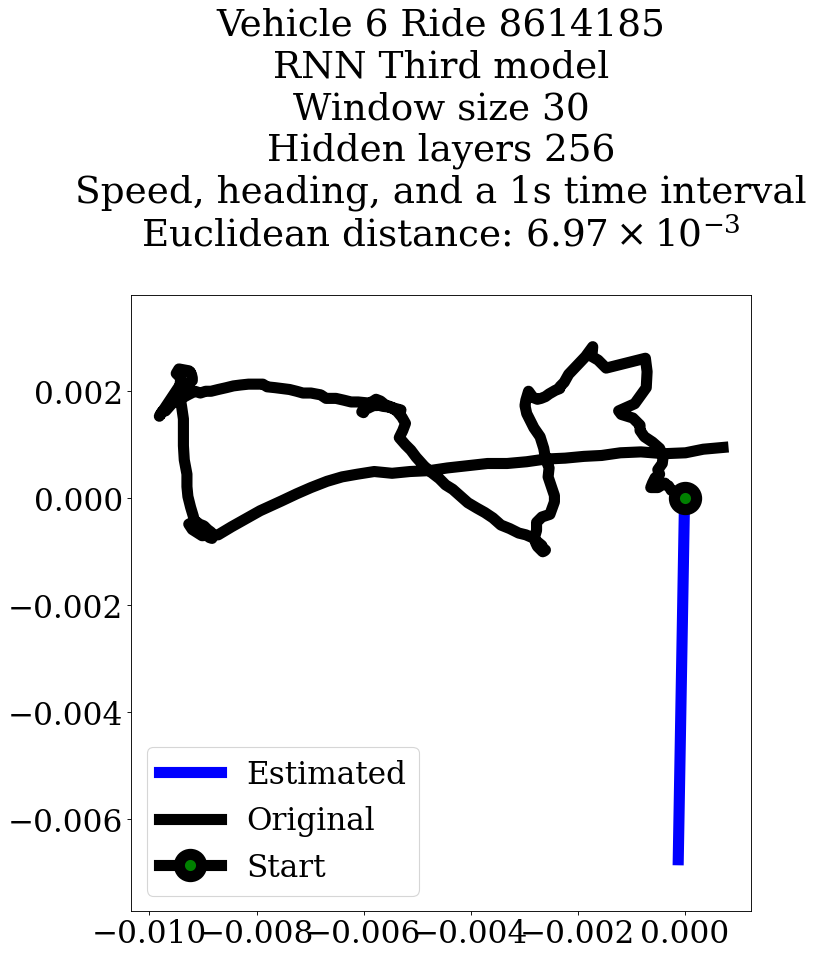 Vehicle 6 Ride 8614185
RNN Third model
Window size 30
Hidden layers 256
Speed, heading, and a 1s time interval
Euclidean distance: 6.97 × 10⁻³
0.002
0.000
−0.002
−0.004
−0.006
Estimated
Original
Start
−0.010 −0.008 −0.006 −0.004 −0.002 0.000